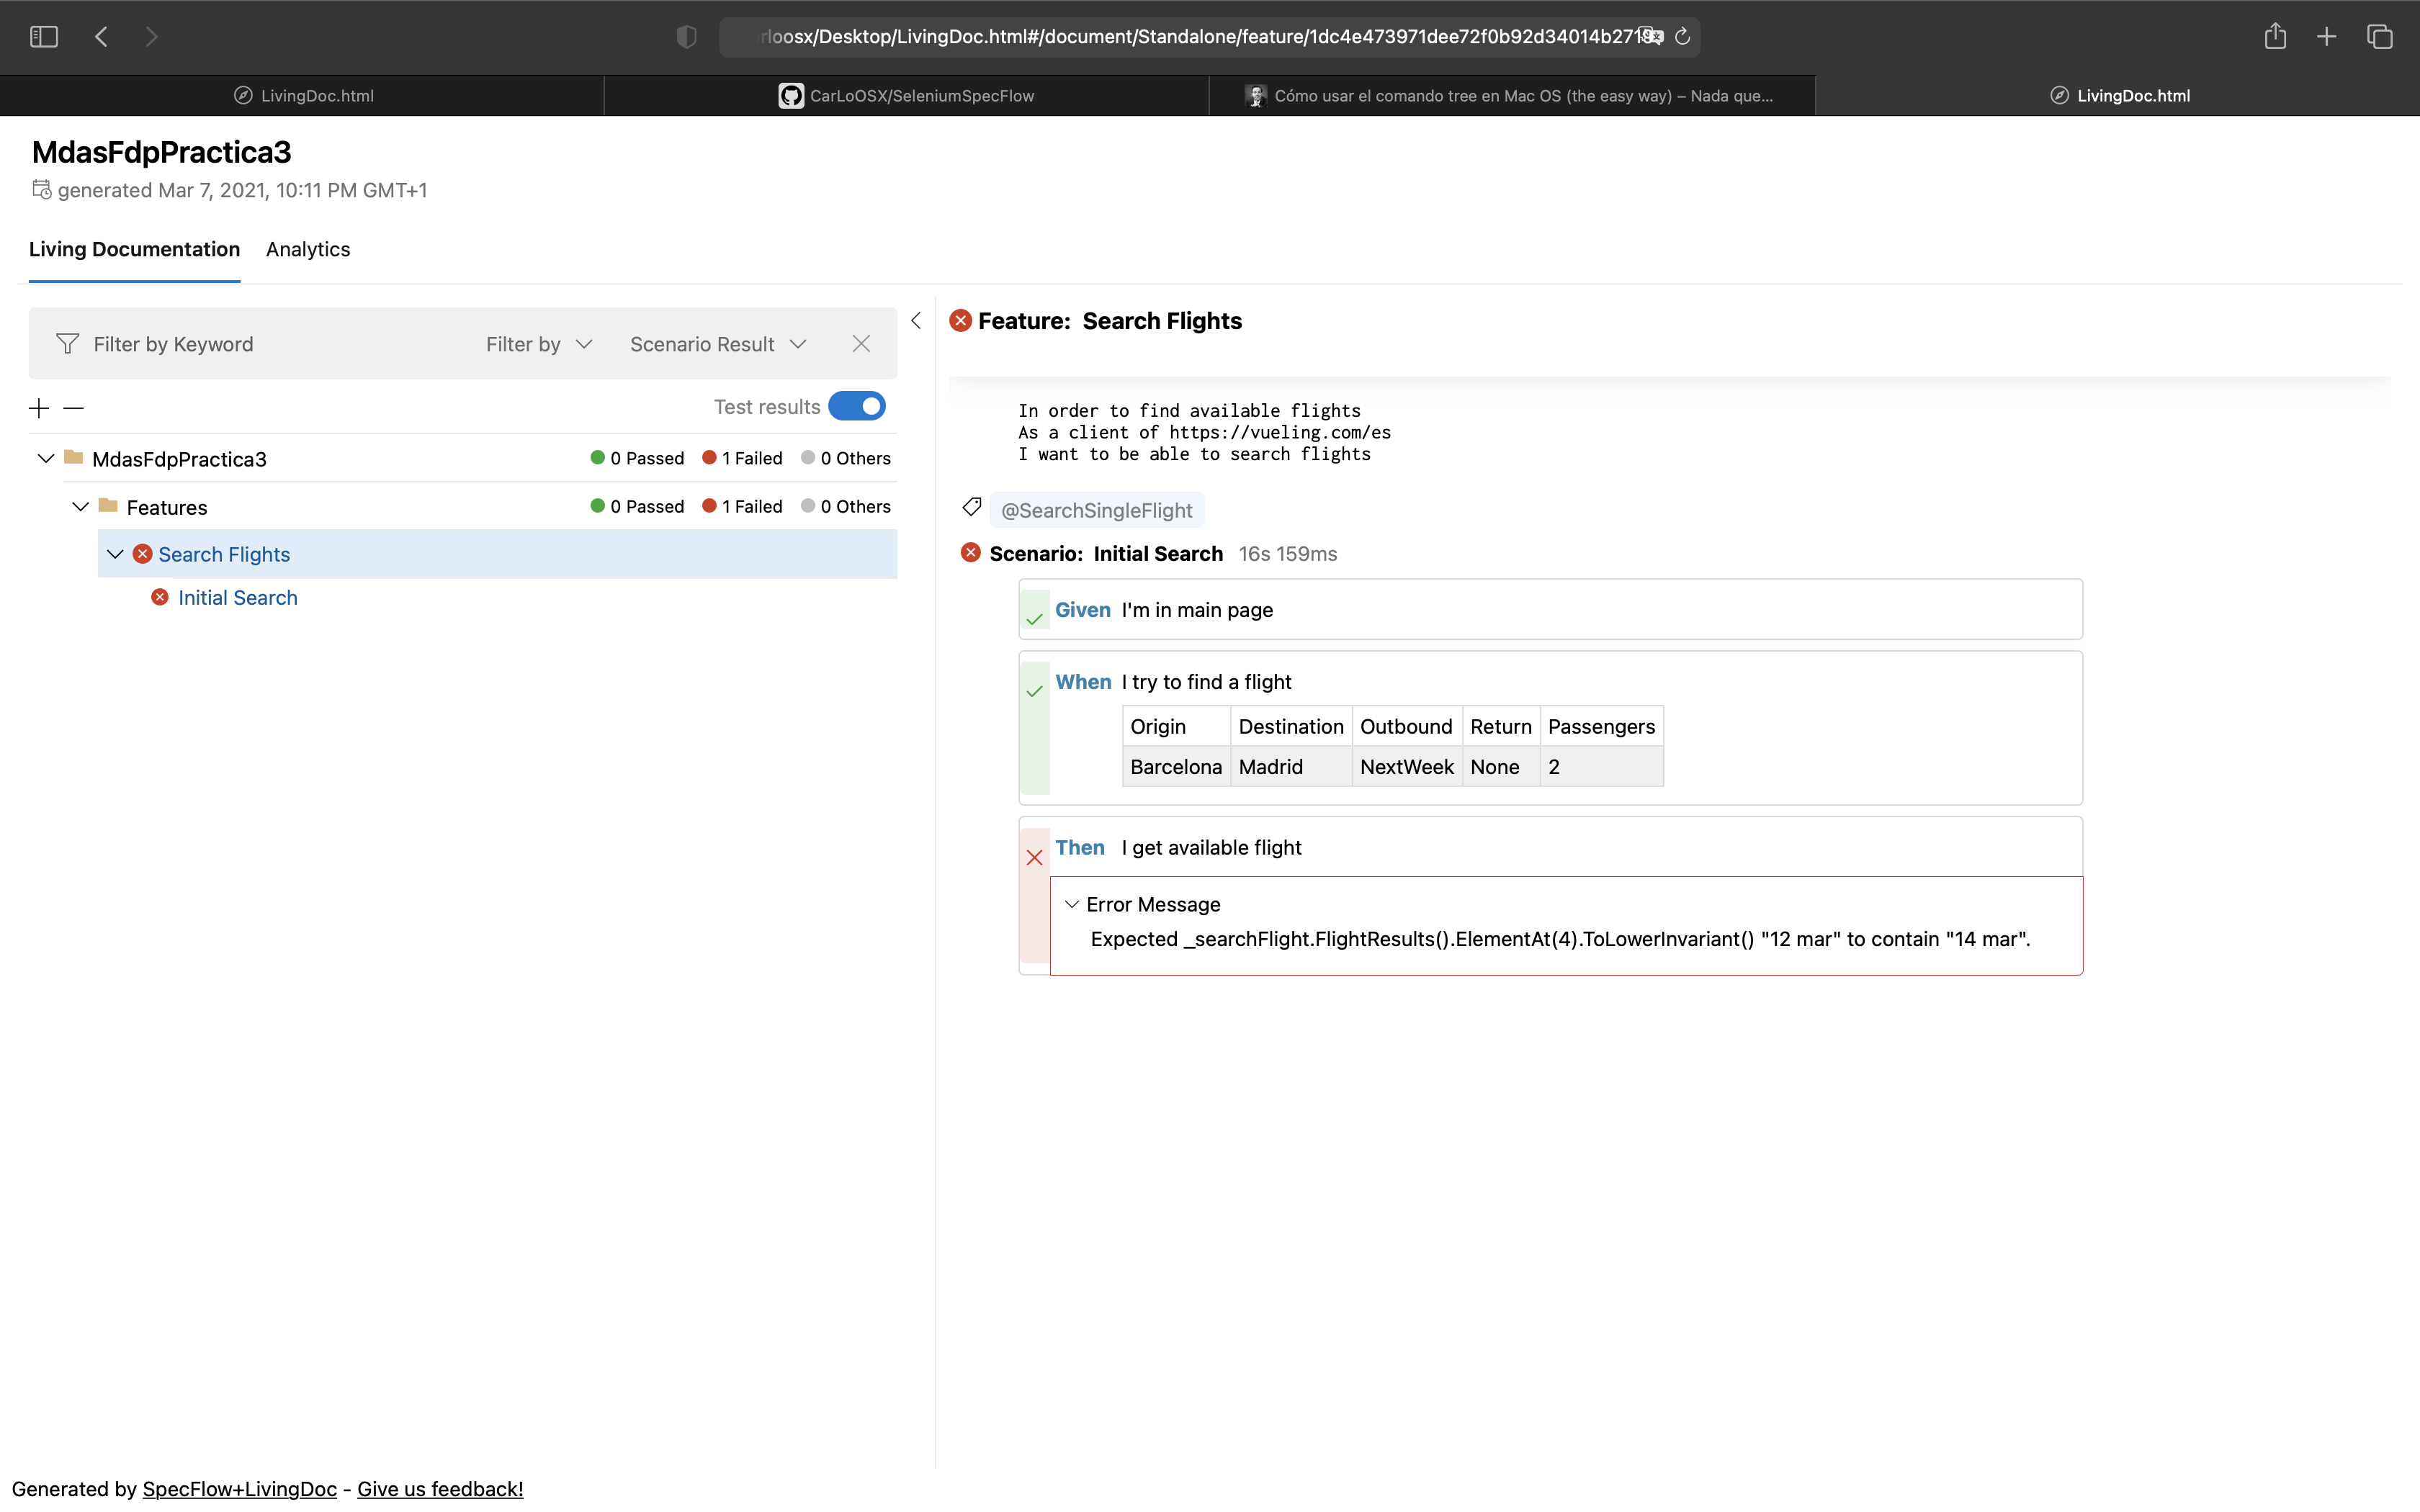 rloosx/Desktop/LivingDoc.html#/document/Standalone/feature/1dc4e473971dee72f0b92d34014b2719
LivingDoc.html
CarLoOSX/SeleniumSpecFlow
Cómo usar el comando tree en Mac OS (the easy way) – Nada que...
LivingDoc.html
MdasFdpPractica3
generated Mar 7, 2021, 10:11 PM GMT+1
Living Documentation
Analytics
Filter by Keyword
Filter by
Scenario Result
Test results
MdasFdpPractica3
0 Passed
1 Failed
0 Others
Features
0 Passed
1 Failed
0 Others
Search Flights
Initial Search
Feature: Search Flights
In order to find available flights
As a client of https://vueling.com/es
I want to be able to search flights
@SearchSingleFlight
Scenario: Initial Search 16s 159ms
Given I'm in main page
When I try to find a flight
Origin Destination Outbound Return Passengers
Barcelona Madrid NextWeek None 2
Then I get available flight
Error Message
Expected _searchFlight.FlightResults().ElementAt(4).ToLowerInvariant() "12 mar" to contain "14 mar".
Generated by SpecFlow+LivingDoc - Give us feedback!